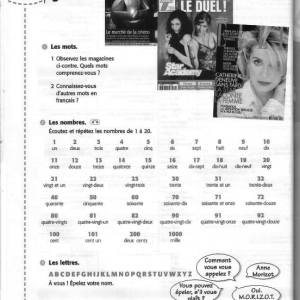 Le marché de la crypto
LE DUEL!
Star
Academy
CATHERINE
DENEUVE
FEMME
Les mots.
1 Observez les magazines
ci-contre. Quels mots
comprenez-vous ?
2 Connaissez-vous
d'autres mots en
français ?
Les nombres.
Écoutez et répétez les nombres de 1 à 20.
1 2 3 4 5 6 7 8 9 10
un deux trois quatre cinq six sept huit neuf dix
11 12 13 14 15 16 17 18 19 20
onze douze treize quatorze quinze seize dix-sept dix-huit dix-neuf vingt
21 22 23 30 31 32
vingt et un vingt-deux vingt-trois trente trente et un trente-deux
40 50 60 70 71 72
quarante cinquante soixante soixante-dix soixante et onze soixante-douze
80 81 82 90 91 92
quatre-vingts quatre-vingt-un quatre-vingt-deux quatre-vingt-dix quatre-vingt-onze quatre-vingt-douze
100 101 200 1000
cent cent un deux cents mille
Les lettres.
ABCDEFGHIJKLMNOPQRSTUVWXYZ
À vous ! Épelez votre nom.
Comment
vous vous
appelez ?
Anne
Morizot.
Vous pouvez
épeler, s'il vous
plaît ?
Oui.
M.O.R.I.Z.O.T.